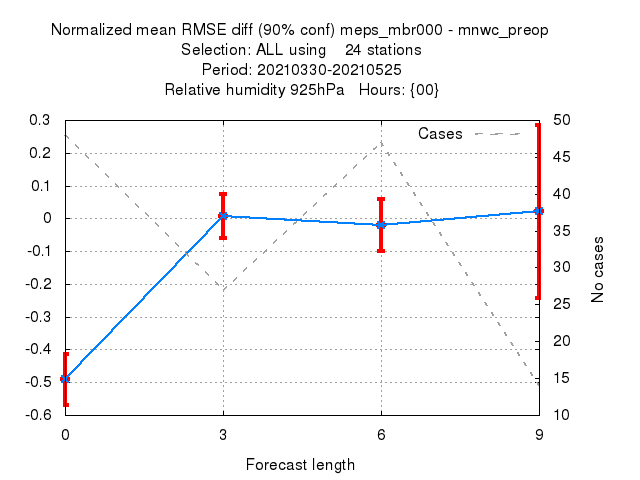 Normalized mean RMSE diff (90% conf) meps_mbr000 - mnwc_preop
Selection: ALL using 24 stations
Period: 20210330-20210525
Relative humidity 925hPa Hours: {00}
Cases
0.3
0.2
0.1
0
-0.1
-0.2
-0.3
-0.4
-0.5
-0.6
50
45
40
35
30
25
20
15
10
No cases
0 3 6 9
Forecast length